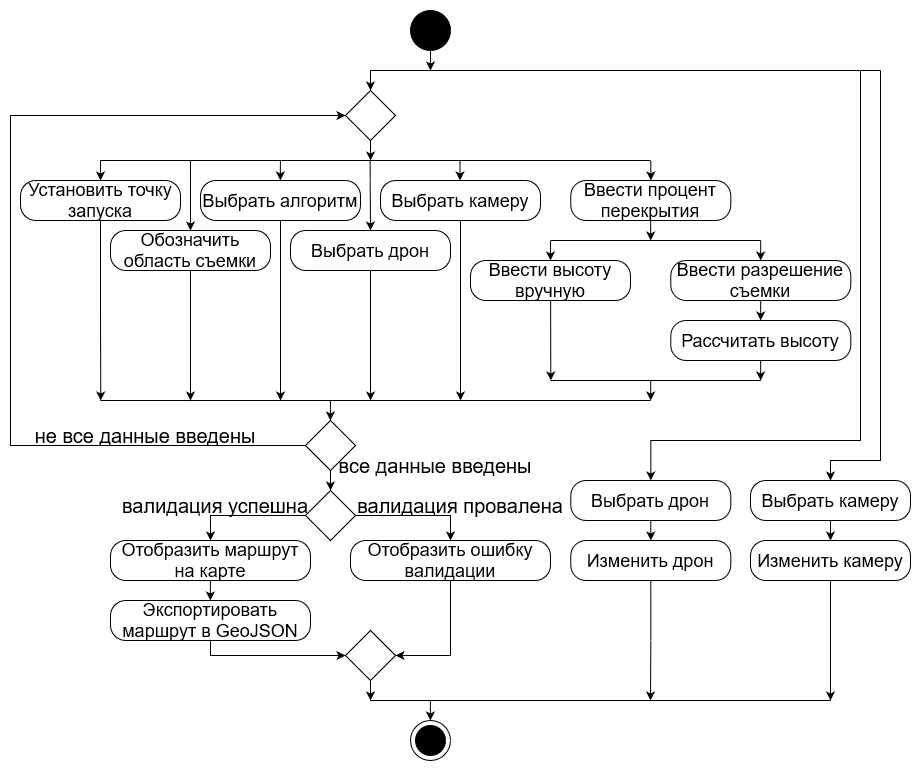 Установить точку
запуска
Выбрать алгоритм
Выбрать камеру
Ввести процент
перекрытия
Обозначить
область съемки
Выбрать дрон
Ввести высоту
вручную
Ввести разрешение
съемки
Рассчитать высоту
не все данные введены
все данные введены
валидация успешна
валидация провалена
Выбрать дрон
Выбрать камеру
Отобразить маршрут
на карте
Отобразить ошибку
валидации
Изменить дрон
Изменить камеру
Экспортировать
маршрут в GeoJSON